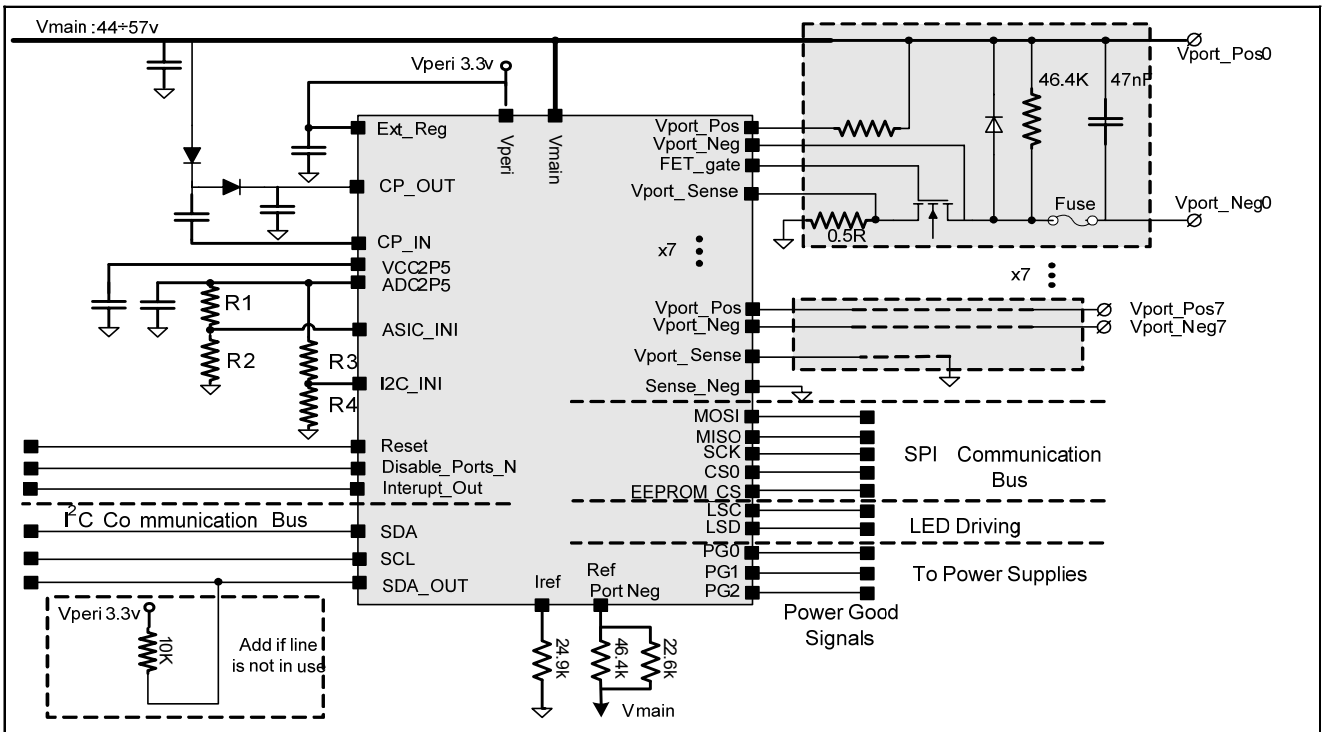 Vmain :44÷57v
Vport_Pos0
Vperi 3.3v
46.4K
47nF
Ext_Reg
Vperi
Vmain
Vport_Pos
Vport_Neg
FET_gate
Vport_Sense
CP_OUT
Fuse
Vport_Neg0
0.5R
CP_IN
VCC2P5
ADC2P5
x7
x7
R1
ASIC_INI
R2
R3
I2C_INI
R4
Vport_Pos
Vport_Neg
Vport_Pos7
Vport_Neg7
Vport_Sense
Sense_Neg
MOSI
MISO
SCK
CS0
EEPROM_CS
SPI Communication
Bus
Reset
Disable_Ports_N
Interupt_Out
I2C Co mmunication Bus
LSC
LSD
LED Driving
SDA
SCL
SDA_OUT
PG0
PG1
PG2
To Power Supplies
Power Good
Signals
Iref
Ref
Port Neg
Vperi 3.3v
10K
Add if line
is not in use
24.9k
46.4k
22.6k
Vmain